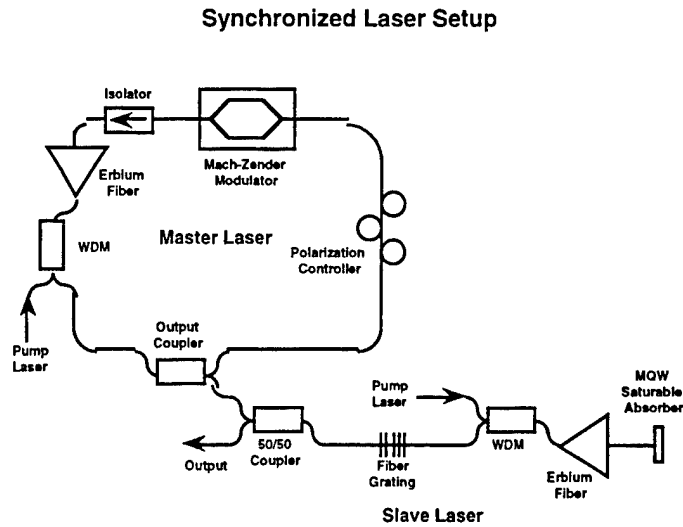 Synchronized Laser Setup
Isolator
Mach-Zender
Modulator
Erbium
Fiber
WDM
Master Laser
Polarization
Controller
Pump
Laser
Output
Coupler
Pump
Laser
MQW
Saturable
Absorber
Output
50/50
Coupler
Fiber
Grating
WDM
Erbium
Fiber
Slave Laser